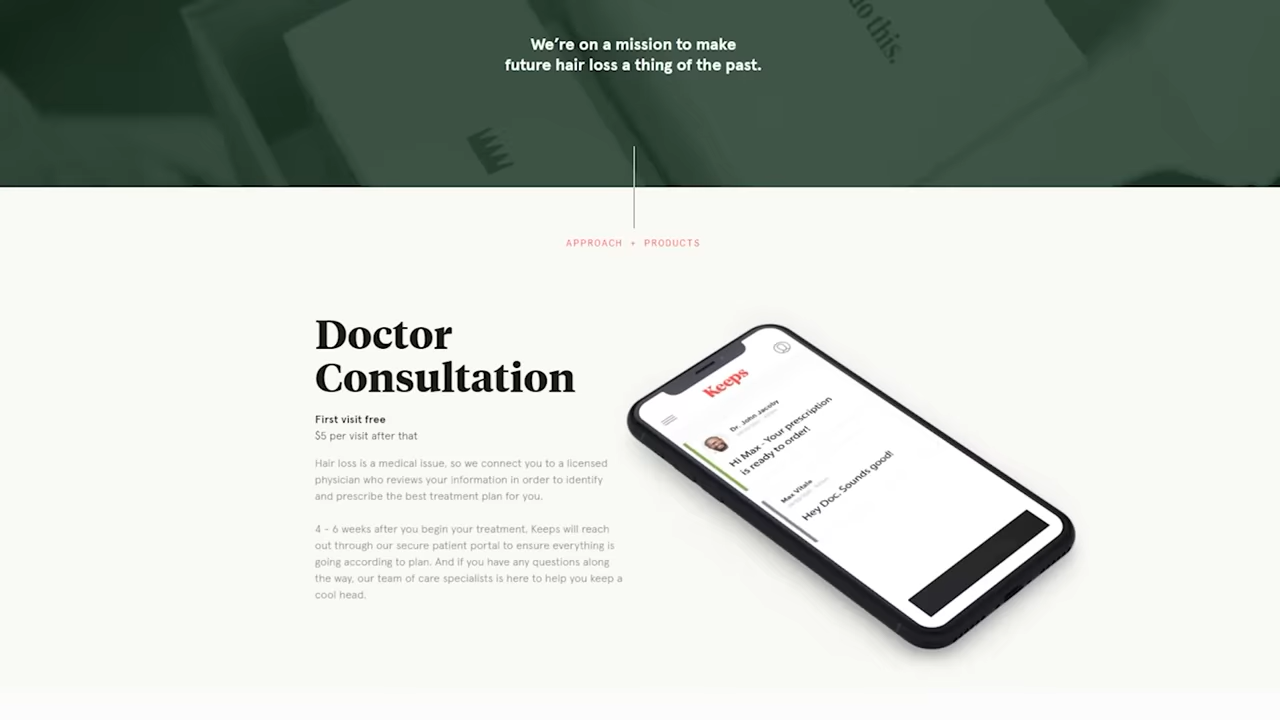 do this.
We're on a mission to make
future hair loss a thing of the past.
APPROACH + PRODUCTS
Doctor
Consultation
First visit free
$5 per visit after that
Hair loss is a medical issue, so we connect you to a licensed
physician who reviews your information in order to identify
and prescribe the best treatment plan for you.
4 - 6 weeks after you begin your treatment, Keeps will reach
out through our secure patient portal to ensure everything is
going according to plan. And if you have any questions along
the way, our team of care specialists is here to help you keep a
cool head.
Keeps
Dr. John Jacoby
Hi Max - Your prescription
is ready to order!
Max Vitale
Hey Doc. Sounds good!